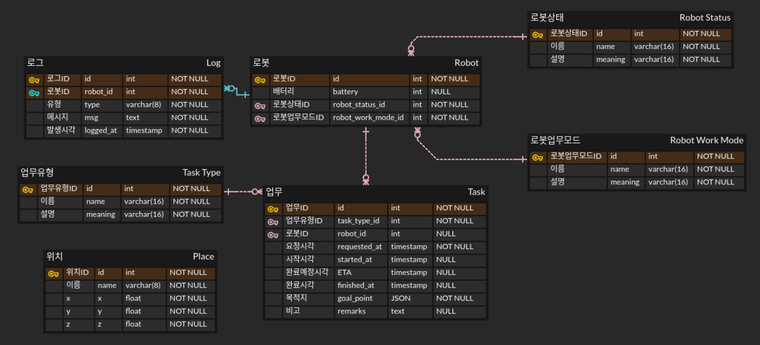 로봇상태 Robot Status
로봇상태ID id int NOT NULL
이름 name varchar(16) NOT NULL
설명 meaning varchar(16) NOT NULL
로그 Log
로그ID id int NOT NULL
로봇ID robot_id int NOT NULL
유형 type varchar(8) NOT NULL
메시지 msg text NOT NULL
발생시각 logged_at timestamp NOT NULL
로봇 Robot
로봇ID id int NOT NULL
배터리 battery int NULL
로봇상태ID robot_status_id int NOT NULL
로봇업무모드ID robot_work_mode_id int NOT NULL
로봇업무모드 Robot Work Mode
로봇업무모드ID id int NOT NULL
이름 name varchar(16) NOT NULL
설명 meaning varchar(16) NOT NULL
업무유형 Task Type
업무유형ID id int NOT NULL
이름 name varchar(16) NOT NULL
설명 meaning varchar(16) NOT NULL
업무 Task
업무ID id int NOT NULL
업무유형ID task_type_id int NOT NULL
로봇ID robot_id int NULL
요청시각 requested_at timestamp NOT NULL
시작시각 started_at timestamp NULL
완료예정시각 ETA timestamp NULL
완료시각 finished_at timestamp NULL
목적지 goal_point JSON NOT NULL
비고 remarks text NULL
위치 Place
위치ID id int NOT NULL
이름 name varchar(8) NOT NULL
x x float NOT NULL
y y float NOT NULL
z z float NOT NULL